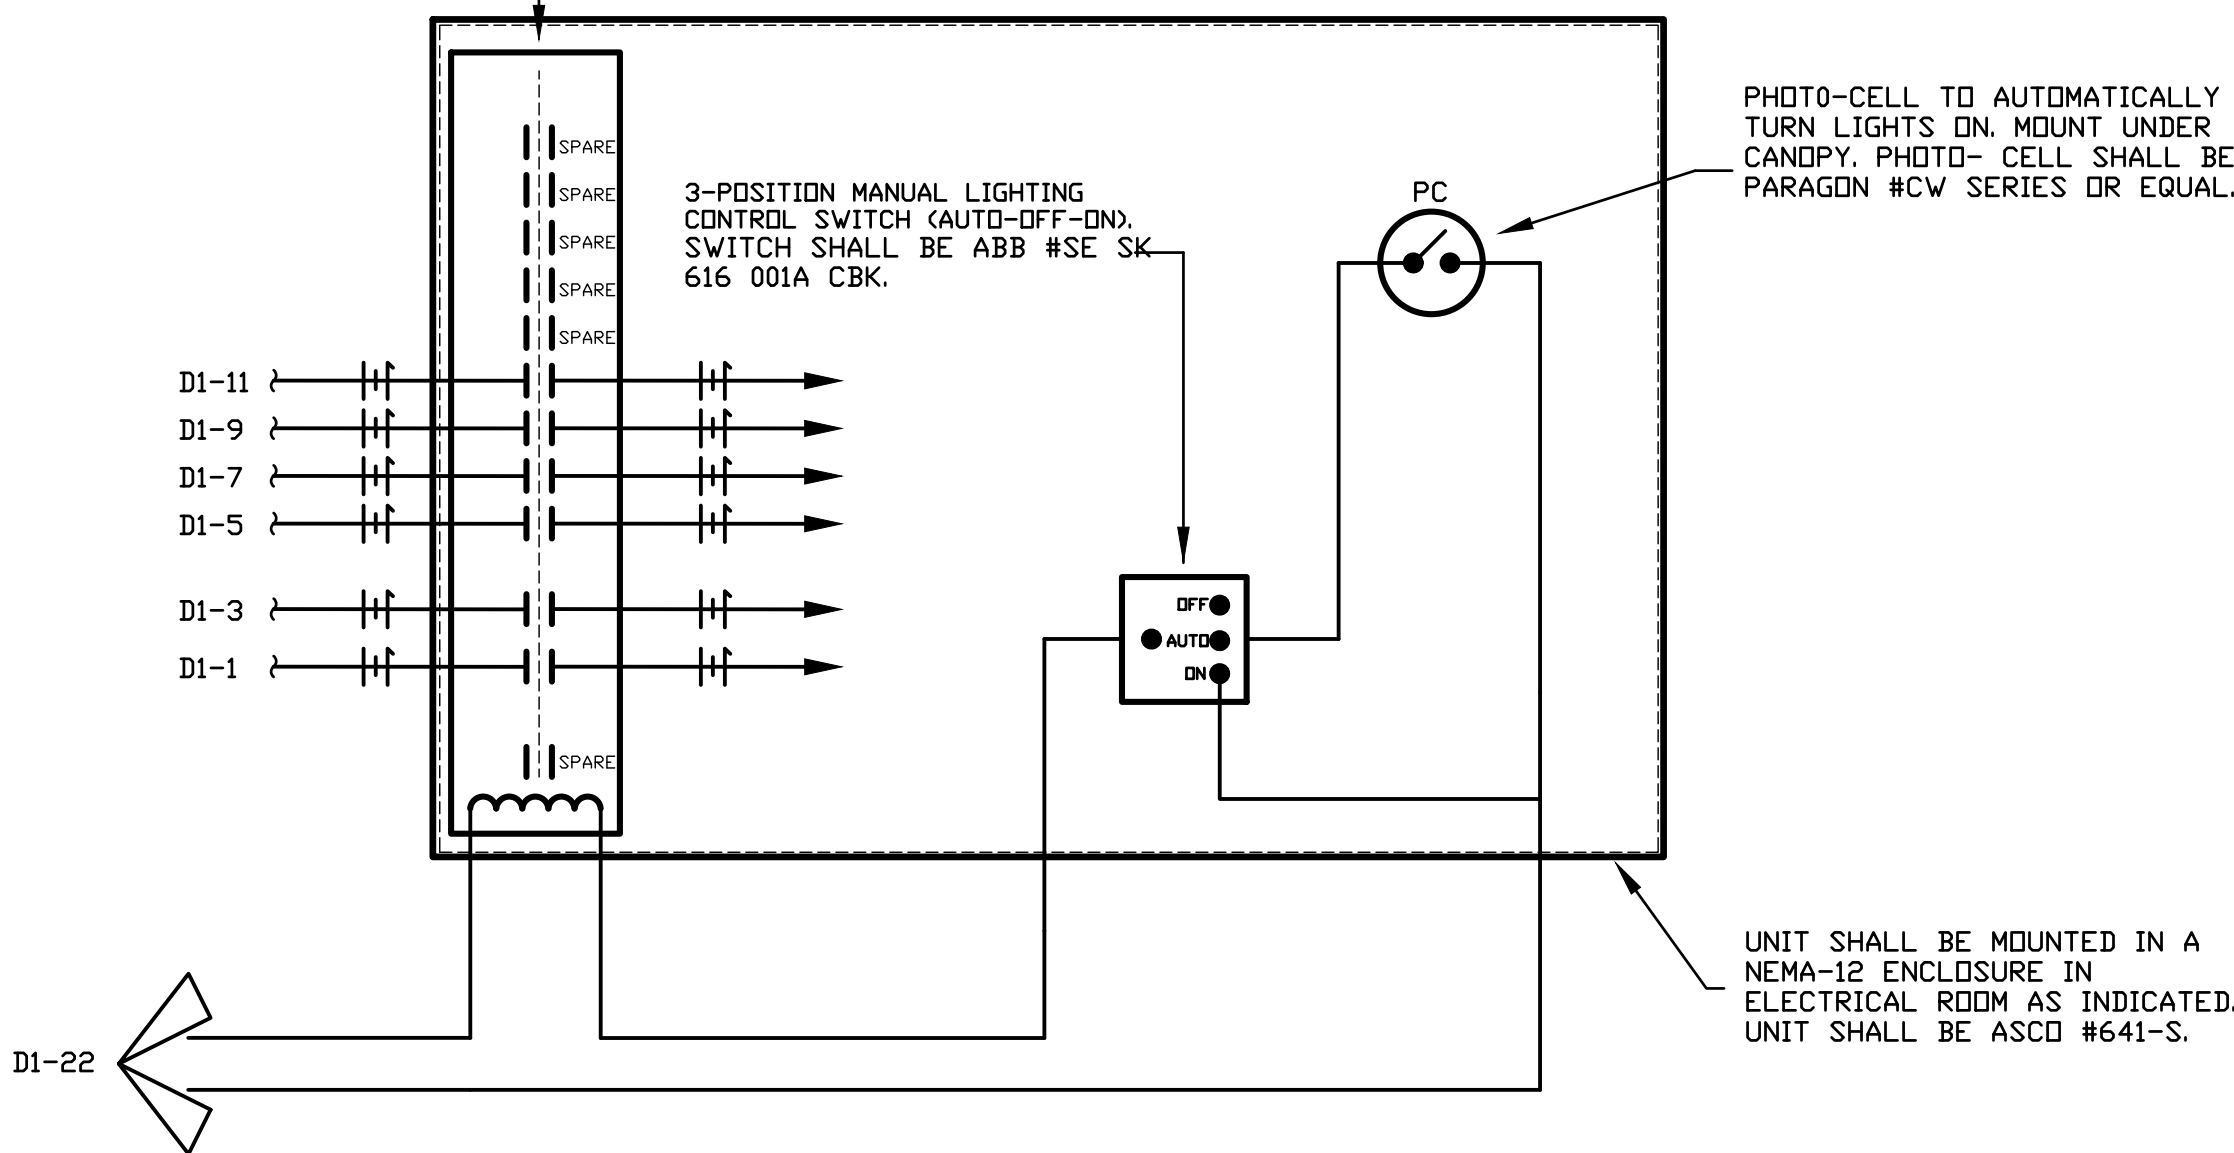 PHOTO-CELL TO AUTOMATICALLY
TURN LIGHTS ON. MOUNT UNDER
CANOPY. PHOTO- CELL SHALL BE
PARAGON #CW SERIES OR EQUAL.
SPARE
SPARE
SPARE
SPARE
SPARE
3-POSITION MANUAL LIGHTING
CONTROL SWITCH (AUTO-OFF-ON).
SWITCH SHALL BE ABB #SE SK
616 001A CBK.
PC
D1-11
D1-9
D1-7
D1-5
D1-3
D1-1
OFF
AUTO
ON
SPARE
UNIT SHALL BE MOUNTED IN A
NEMA-12 ENCLOSURE IN
ELECTRICAL ROOM AS INDICATED.
UNIT SHALL BE ASCO #641-S.
D1-22